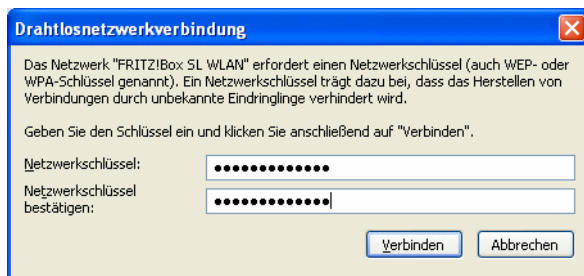 Drahtlosnetzwerkverbindung
Das Netzwerk "FRITZ!Box SL WLAN" erfordert einen Netzwerkschlüssel (auch WEP- oder
WPA-Schlüssel genannt). Ein Netzwerkschlüssel trägt dazu bei, dass das Herstellen von
Verbindungen durch unbekannte Eindringlinge verhindert wird.
Geben Sie den Schlüssel ein und klicken Sie anschließend auf "Verbinden".
Netzwerkschlüssel: •••••••••••••
Netzwerkschlüssel
bestätigen: •••••••••••••
Verbinden Abbrechen